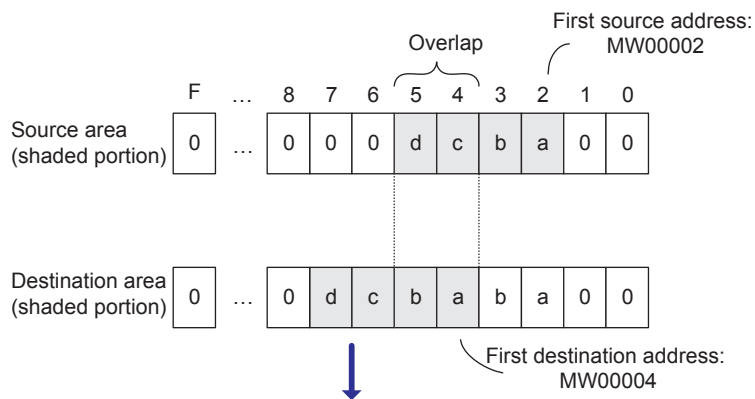 First source address:
MW00002
Overlap
F ... 8 7 6 5 4 3 2 1 0
Source area
(shaded portion)
0 ... 0 0 0 d c b a 0 0
Destination area
(shaded portion)
0 ... 0 d c b a b a 0 0
First destination address:
MW00004